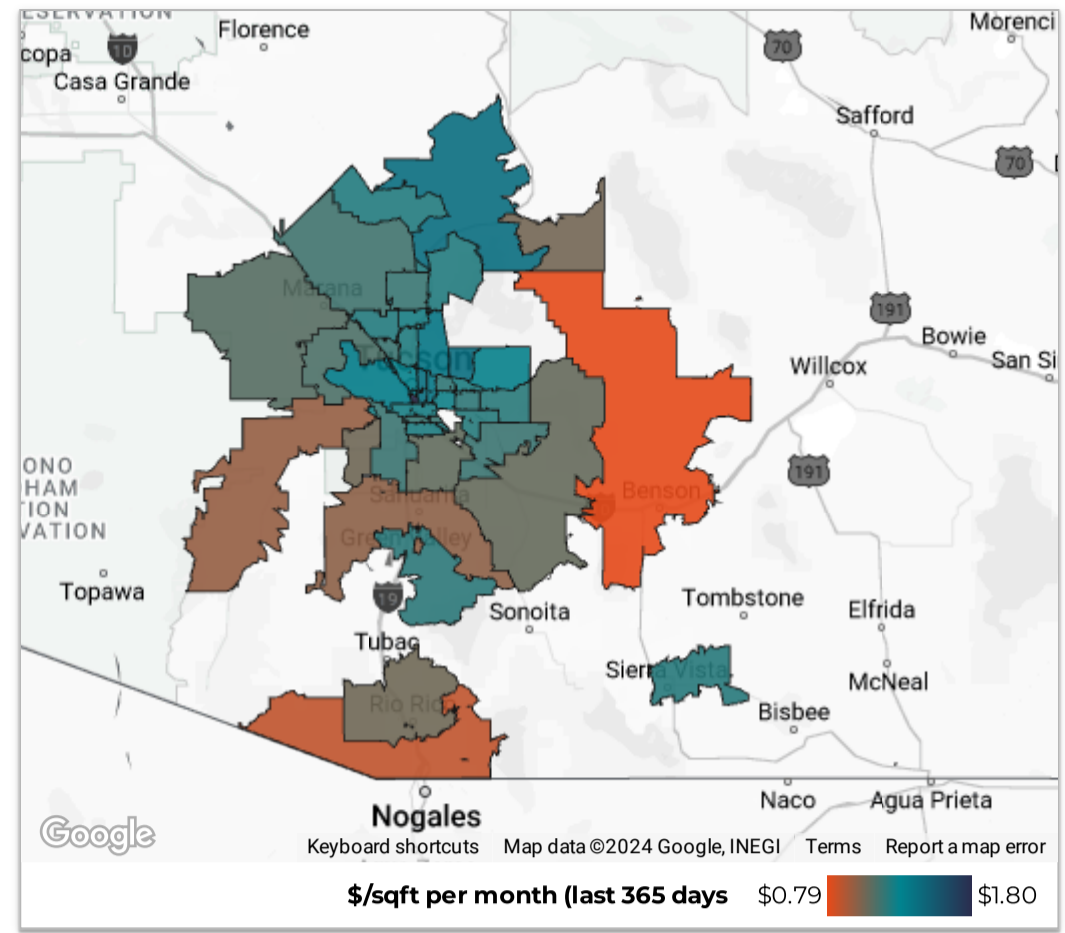 ESERVATION
Florence
Morenci
copa
10
70
Casa Grande
Safford
70
Marana
191
Bowie
Tucson
Willcox
San Si
ONO
HAM
TION
VATION
191
Sahuarita
Benson
Green Valley
Topawa
19
Sonoita
Tombstone
Elfrida
Tubac
Sierra Vista
McNeal
Rio Ric
Bisbee
Nogales
Naco
Agua Prieta
Google
Keyboard shortcuts
Map data ©2024 Google, INEGI
Terms
Report a map error
$/sqft per month (last 365 days
$0.79
$1.80